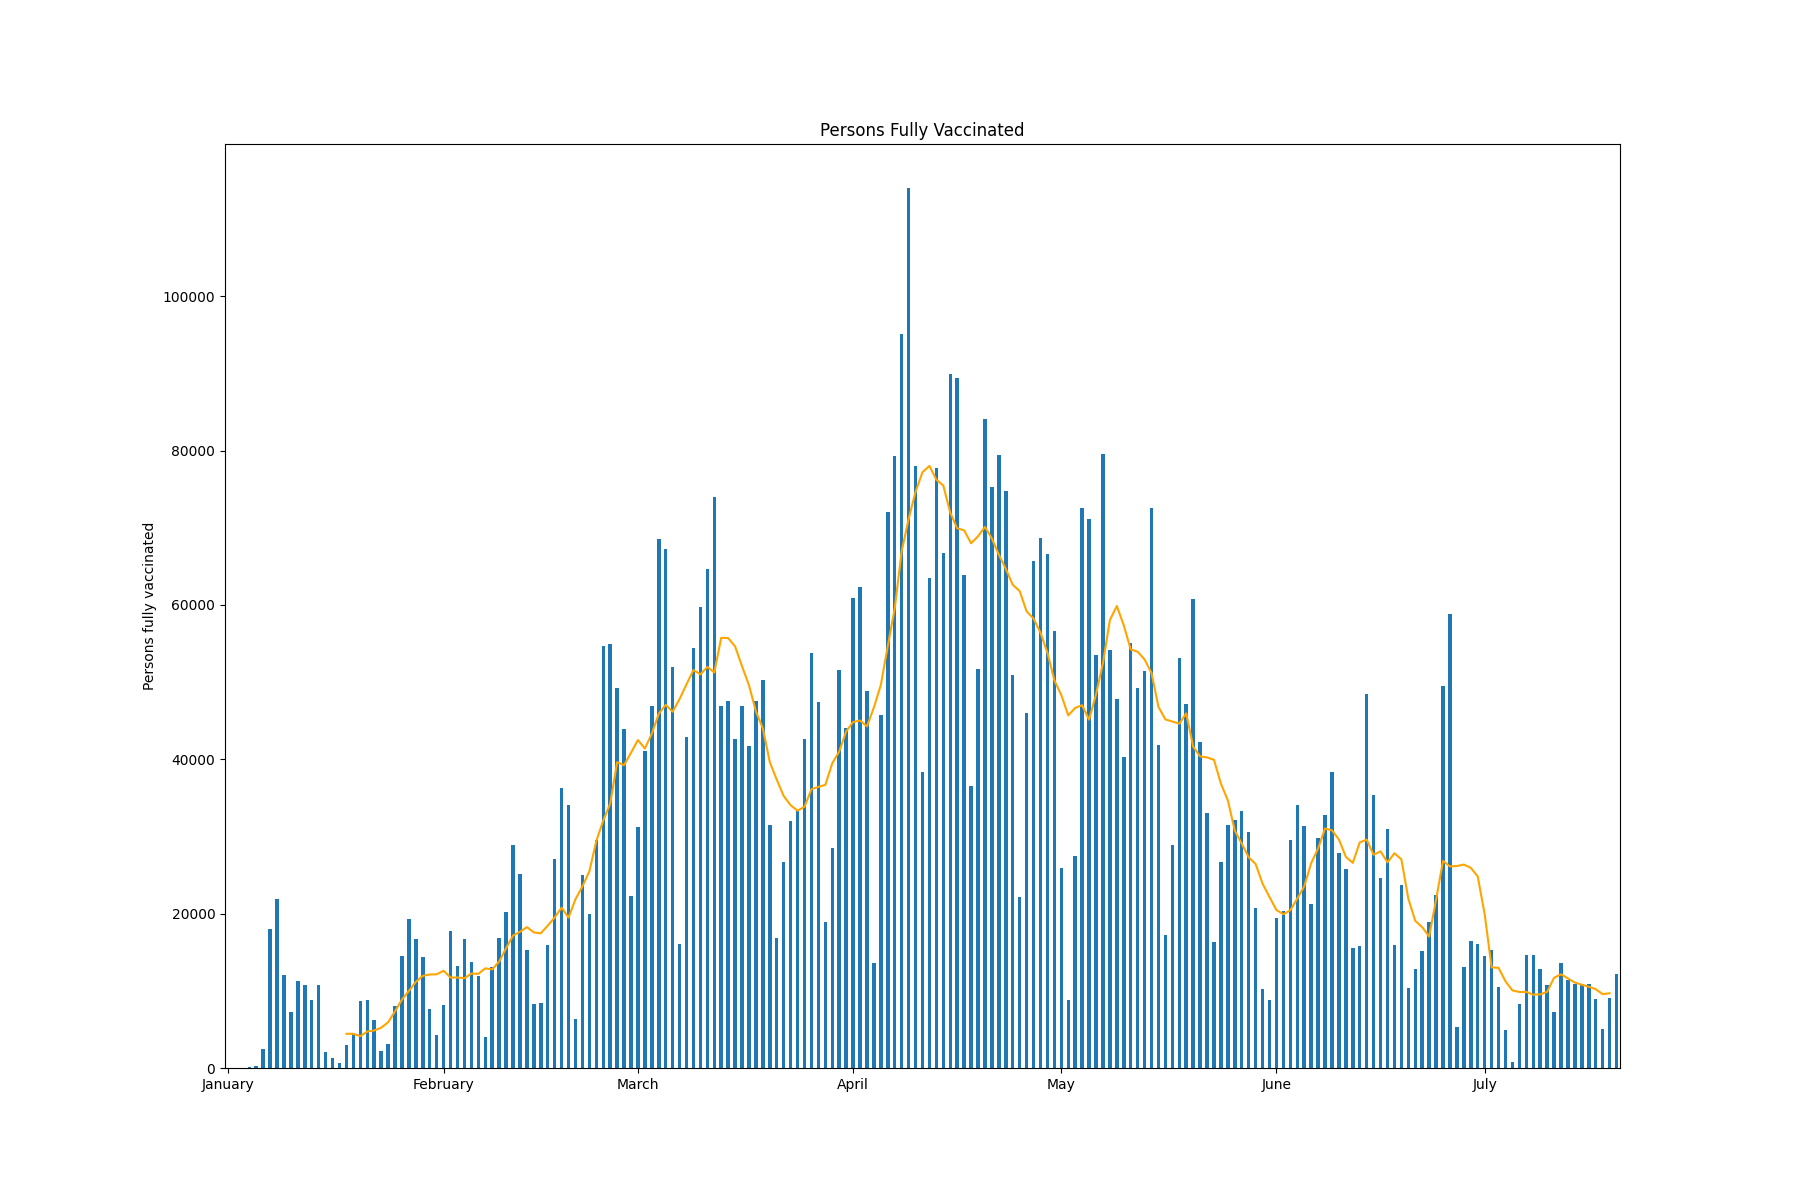 Persons Fully Vaccinated
Persons fully vaccinated
100000
80000
60000
40000
20000
0
January February March April May June July